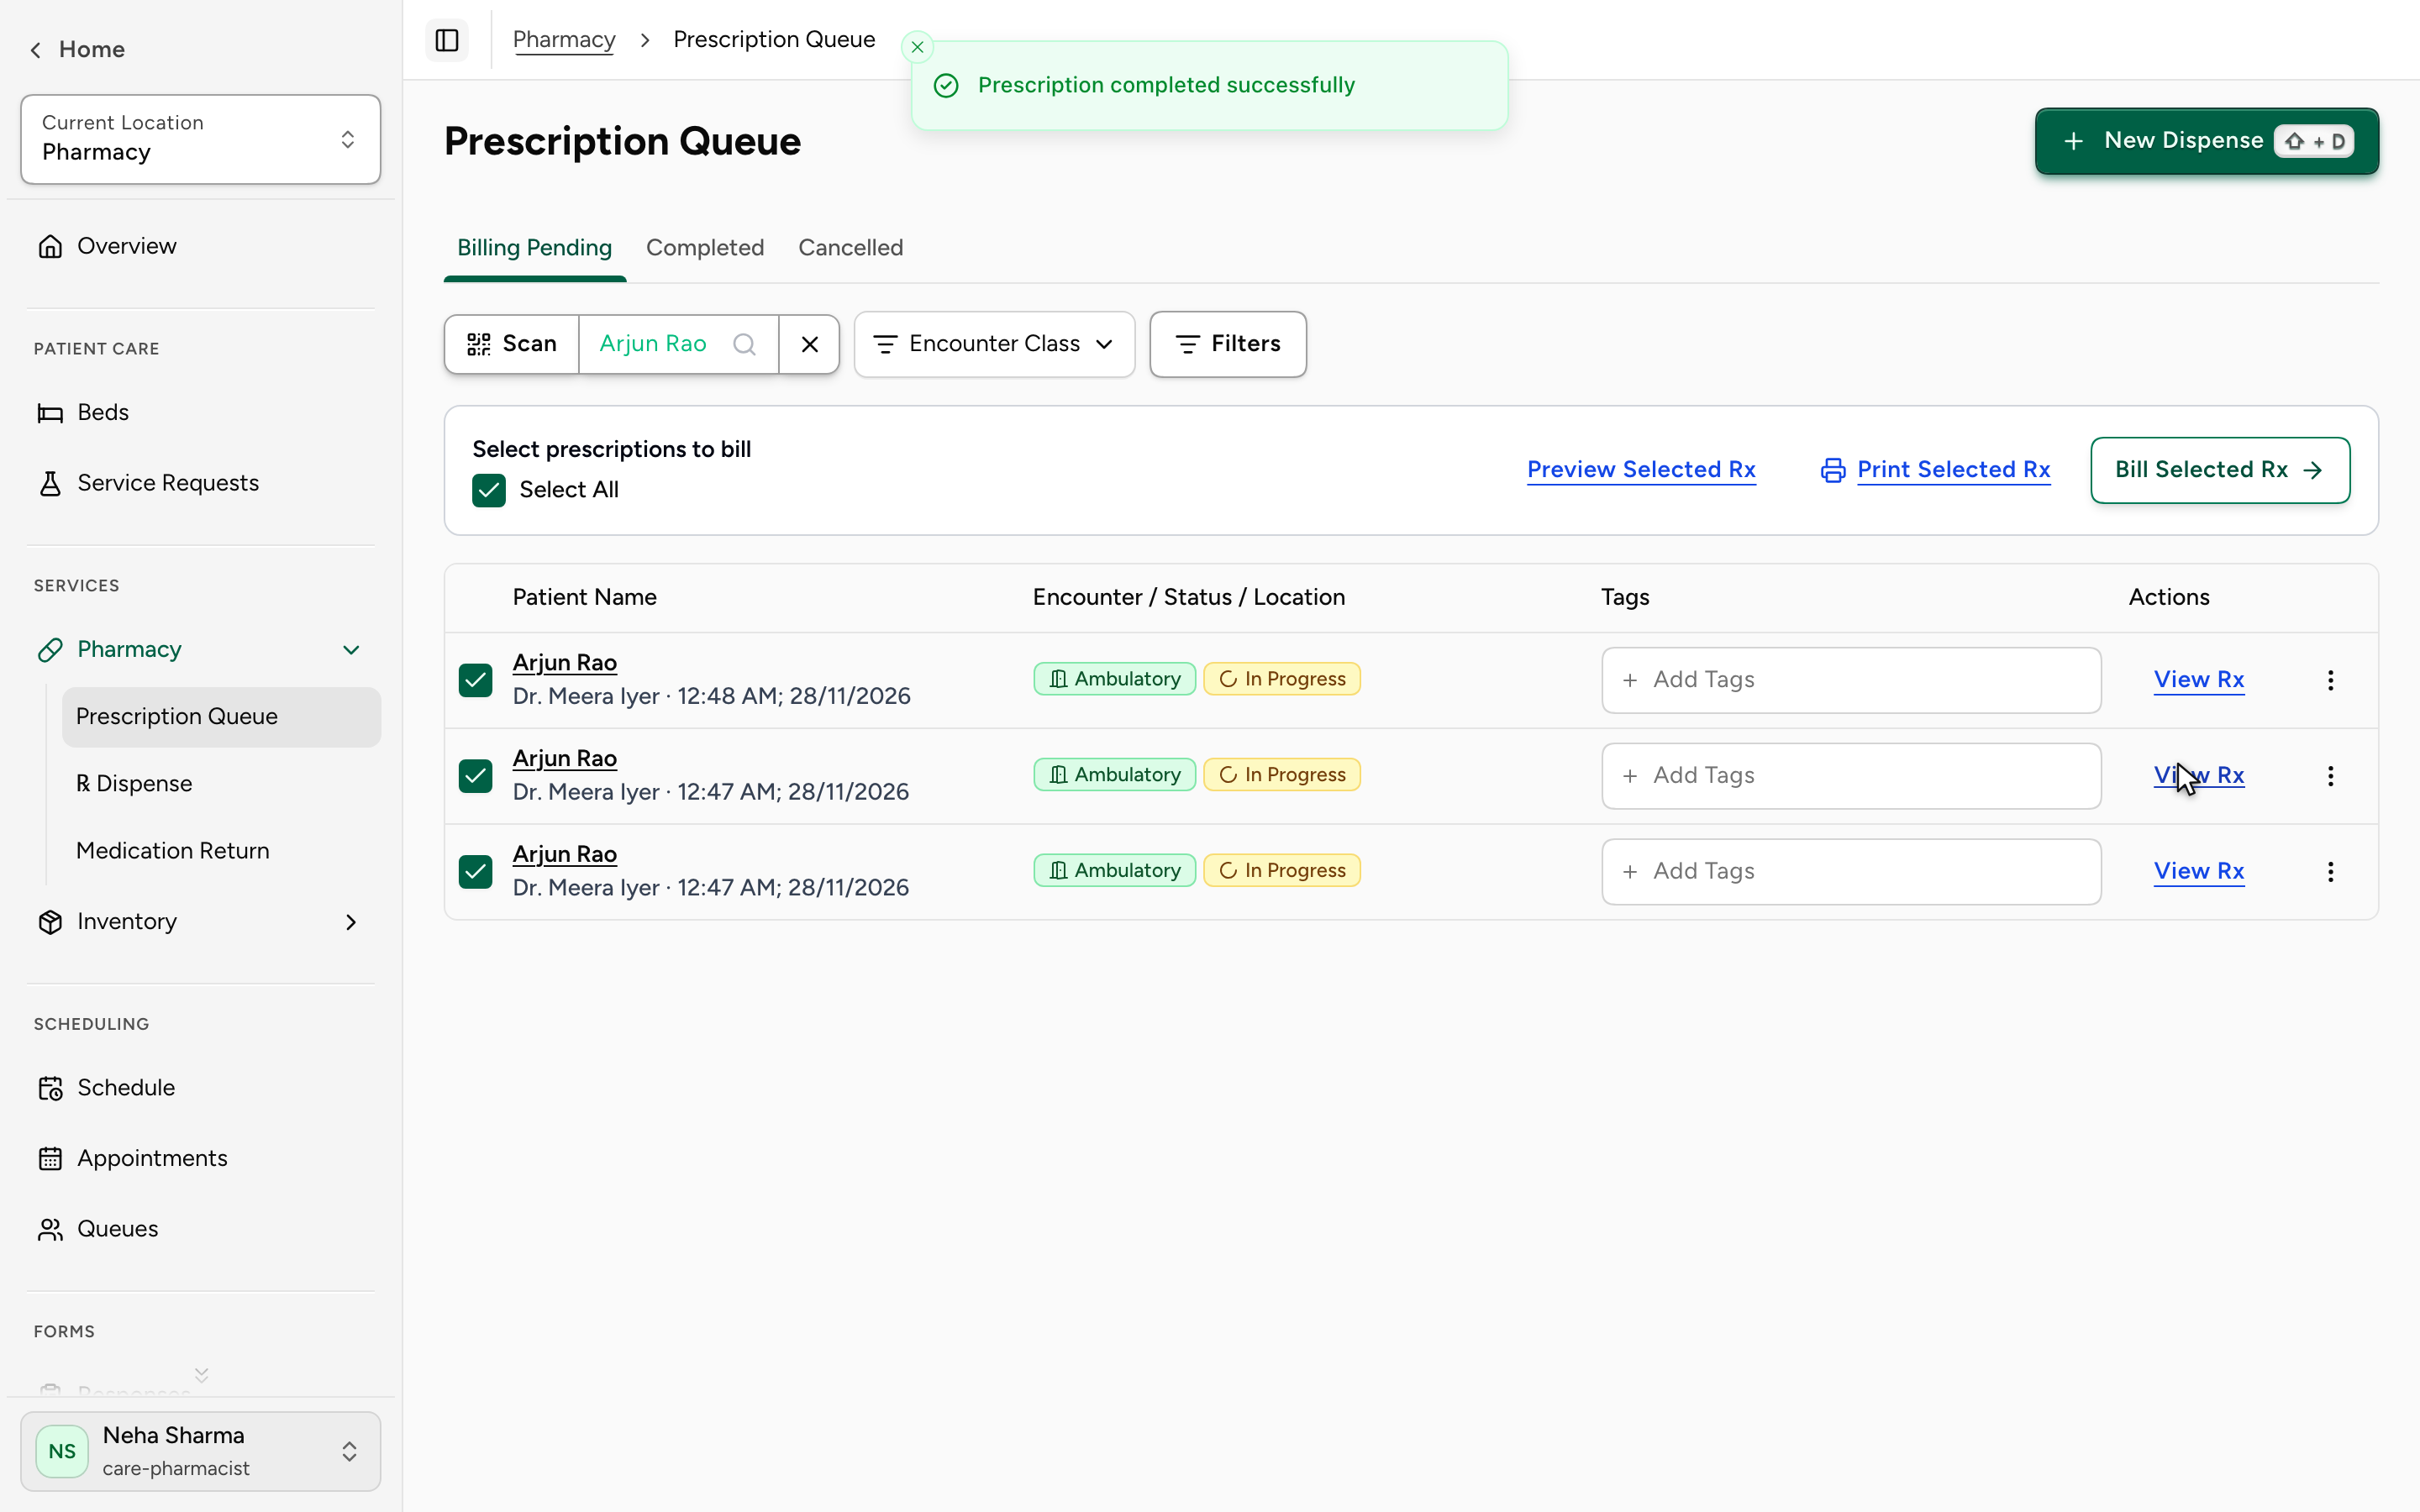 Home
Current Location
Pharmacy
Overview
PATIENT CARE
Beds
Service Requests
SERVICES
Pharmacy
Prescription Queue
℞ Dispense
Medication Return
Inventory
SCHEDULING
Schedule
Appointments
Queues
FORMS
Responses
NS
Neha Sharma
care-pharmacist
Pharmacy > Prescription Queue
Prescription completed successfully
Prescription Queue
+ New Dispense ⇧ + D
Billing Pending Completed Cancelled
Scan Arjun Rao Encounter Class Filters
Select prescriptions to bill
Select All
Preview Selected Rx Print Selected Rx Bill Selected Rx →
Patient Name Encounter / Status / Location Tags Actions
Arjun Rao
Dr. Meera Iyer · 12:48 AM; 28/11/2026
Ambulatory In Progress + Add Tags View Rx
Arjun Rao
Dr. Meera Iyer · 12:47 AM; 28/11/2026
Ambulatory In Progress + Add Tags View Rx
Arjun Rao
Dr. Meera Iyer · 12:47 AM; 28/11/2026
Ambulatory In Progress + Add Tags View Rx